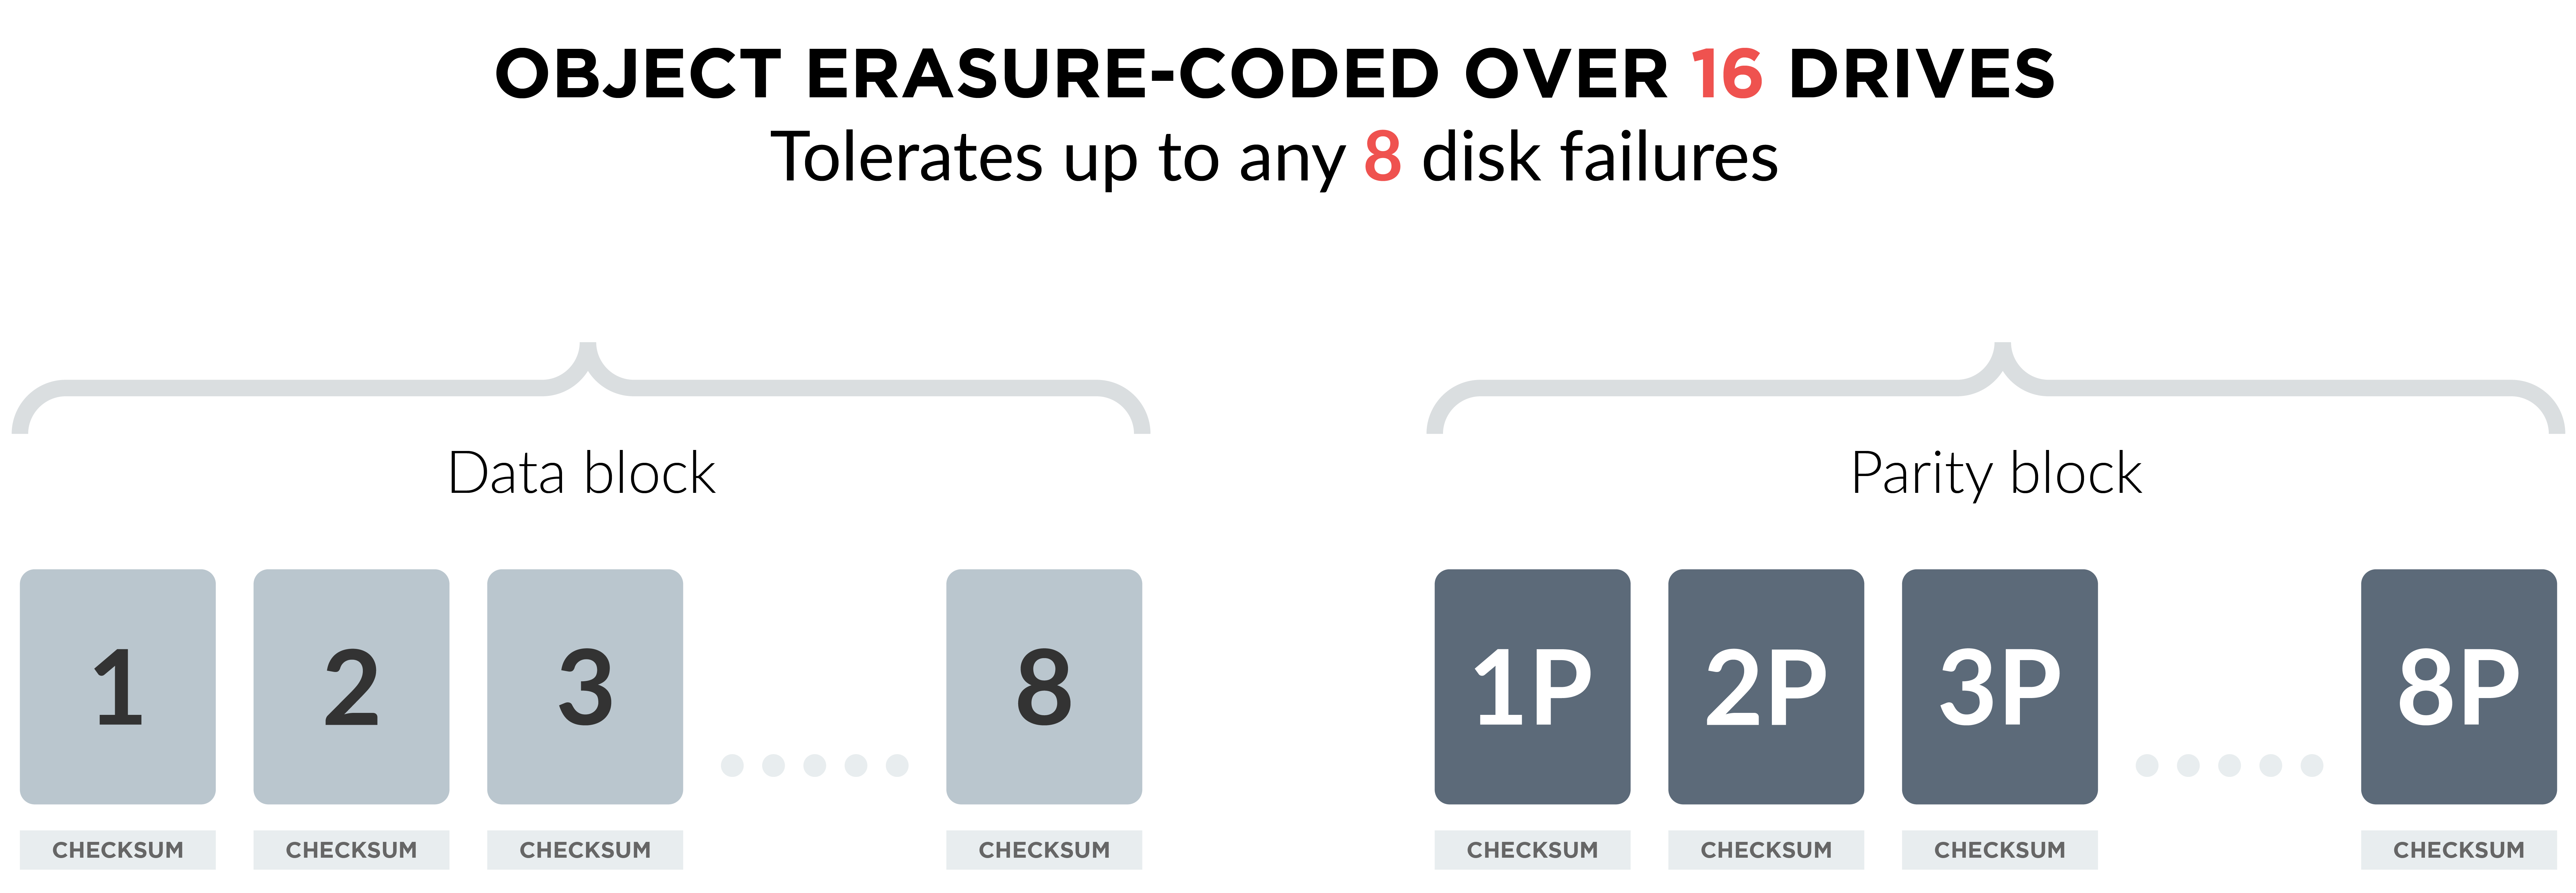 OBJECT ERASURE-CODED OVER 16 DRIVES
Tolerates up to any 8 disk failures
Data block
Parity block
1 2 3 8
1P 2P 3P 8P
CHECKSUM CHECKSUM CHECKSUM CHECKSUM
CHECKSUM CHECKSUM CHECKSUM CHECKSUM